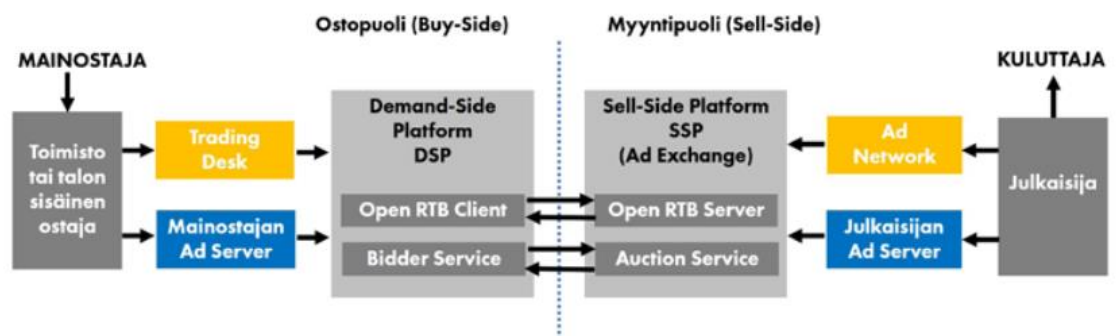 Ostopuoli (Buy-Side)
Myyntipuoli (Sell-Side)
MAINOSTAJA
KULUTTAJA
Toimisto
tai talon
sisäinen
ostaja
Trading
Desk
Mainostajan
Ad Server
Demand-Side
Platform
DSP
Open RTB Client
Bidder Service
Sell-Side Platform
SSP
(Ad Exchange)
Open RTB Server
Auction Service
Ad
Network
Julkaisijan
Ad Server
Julkaisija